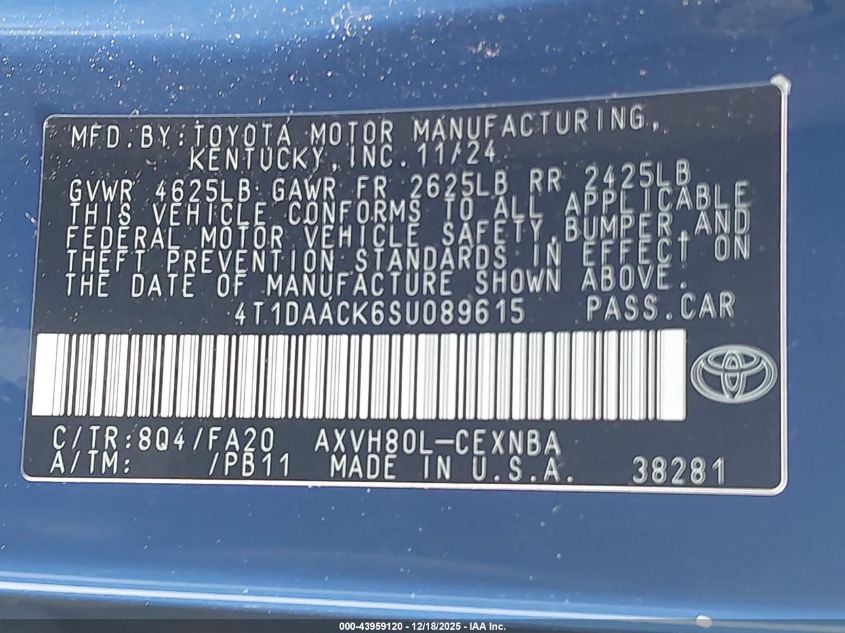 MFD.BY:TOYOTA MOTOR MANUFACTURING,
KENTUCKY, INC. 11/24
GVWR 4625LB GAWR FR 2625LB RR 2425LB
THIS VEHICLE CONFORMS TO ALL APPLICABLE
FEDERAL MOTOR VEHICLE SAFETY, BUMPER, AND
THEFT PREVENTION STANDARDS IN EFFECT ON
THE DATE OF MANUFACTURE SHOWN ABOVE.
4T1DAACK6SU089615 PASS.CAR
C/TR:8Q4/FA20 AXVH80L-CEXNBA
A/TM: /PB11 MADE IN U.S.A. 38281
000-43959120 - 12/18/2025 - IAA Inc.